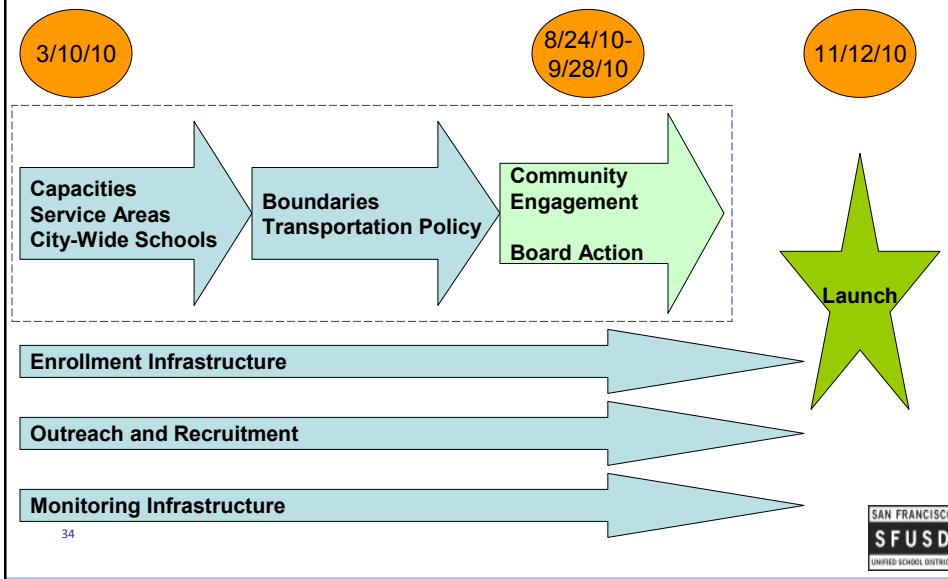 3/10/10
8/24/10-
9/28/10
11/12/10
Capacities
Service Areas
City-Wide Schools
Boundaries
Transportation Policy
Community
Engagement
Board Action
Launch
Enrollment Infrastructure
Outreach and Recruitment
Monitoring Infrastructure
34
SAN FRANCISCO
SFUSD
UNIFIED SCHOOL DISTRIC